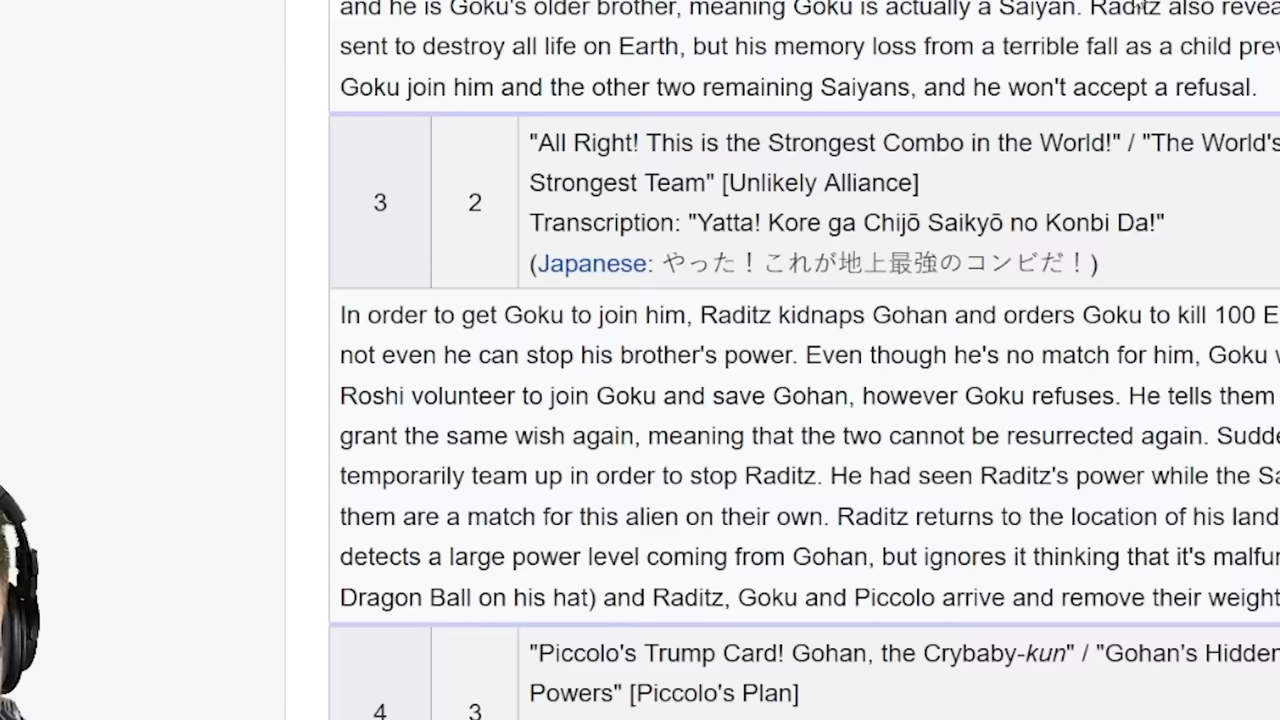 and he is Goku's older brother, meaning Goku is actually a Saiyan. Raditz also revea
sent to destroy all life on Earth, but his memory loss from a terrible fall as a child prev
Goku join him and the other two remaining Saiyans, and he won't accept a refusal.
3
2
"All Right! This is the Strongest Combo in the World!" / "The World's
Strongest Team" [Unlikely Alliance]
Transcription: "Yatta! Kore ga Chijō Saikyō no Konbi Da!"
(Japanese: やった！これが地上最強のコンビだ！)
In order to get Goku to join him, Raditz kidnaps Gohan and orders Goku to kill 100 E
not even he can stop his brother's power. Even though he's no match for him, Goku
Roshi volunteer to join Goku and save Gohan, however Goku refuses. He tells them
grant the same wish again, meaning that the two cannot be resurrected again. Sudde
temporarily team up in order to stop Raditz. He had seen Raditz's power while the Sa
them are a match for this alien on their own. Raditz returns to the location of his land
detects a large power level coming from Gohan, but ignores it thinking that it's malfu
Dragon Ball on his hat) and Raditz, Goku and Piccolo arrive and remove their weight
4
3
"Piccolo's Trump Card! Gohan, the Crybaby-kun" / "Gohan's Hidden
Powers" [Piccolo's Plan]